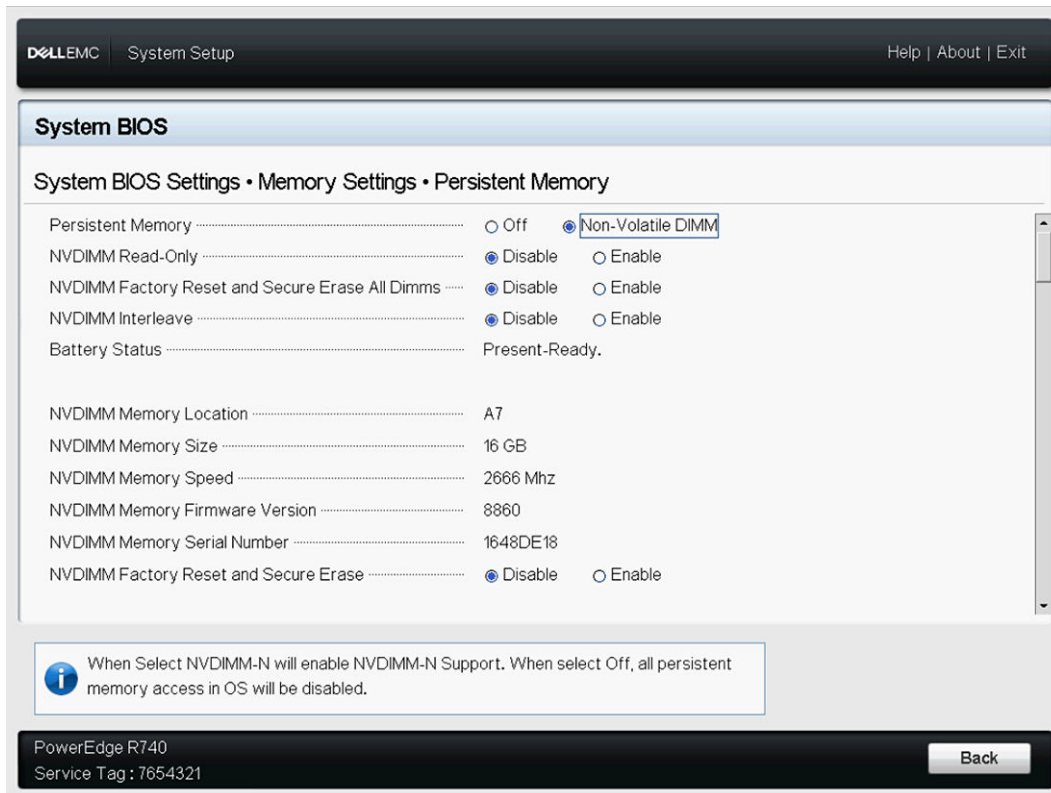 DELLEMC System Setup Help | About | Exit
System BIOS
System BIOS Settings • Memory Settings • Persistent Memory
Persistent Memory Off Non-Volatile DIMM
NVDIMM Read-Only Disable Enable
NVDIMM Factory Reset and Secure Erase All Dimms Disable Enable
NVDIMM Interleave Disable Enable
Battery Status Present-Ready.
NVDIMM Memory Location A7
NVDIMM Memory Size 16 GB
NVDIMM Memory Speed 2666 Mhz
NVDIMM Memory Firmware Version 8860
NVDIMM Memory Serial Number 1648DE18
NVDIMM Factory Reset and Secure Erase Disable Enable
When Select NVDIMM-N will enable NVDIMM-N Support. When select Off, all persistent
memory access in OS will be disabled.
PowerEdge R740
Service Tag : 7654321
Back